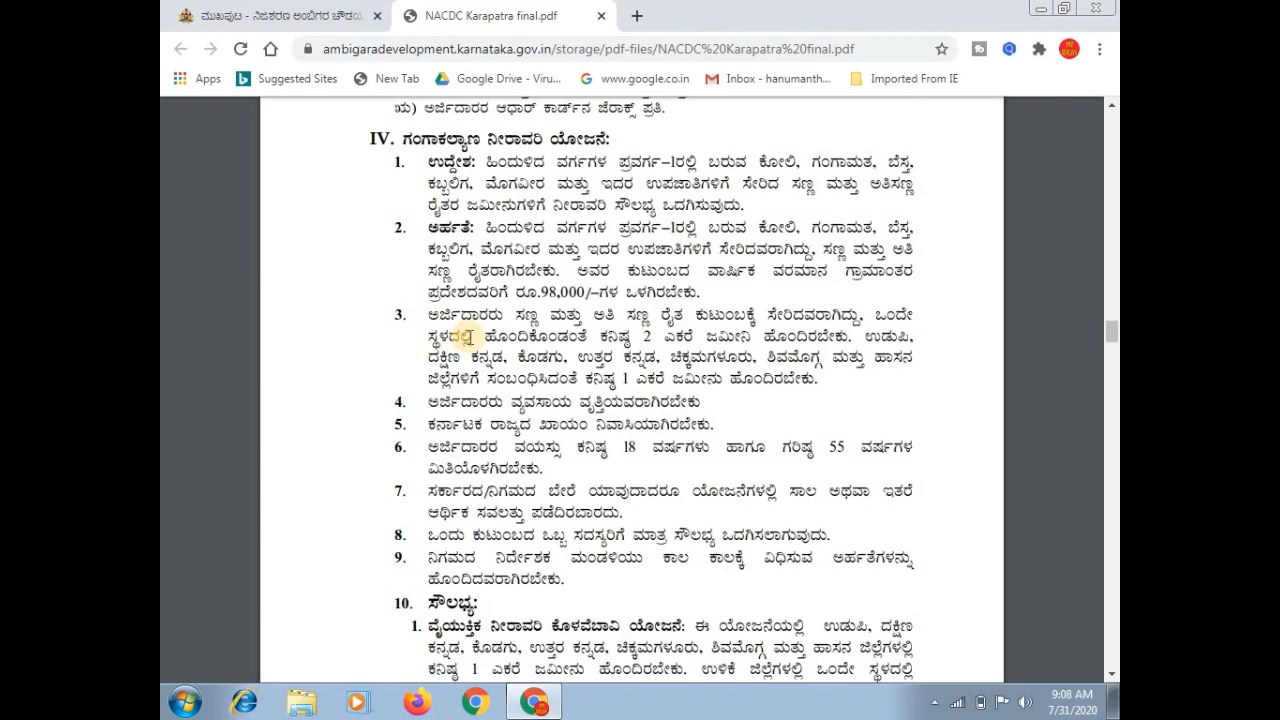 ಮುಖಪುಟ - ನಿಜಶರಣ ಅಂಬಿಗರ ಚೌಡಯ
NACDC Karapatra final.pdf
ambigaradevelopment.karnataka.gov.in/storage/pdf-files/NACDC%20Karapatra%20final.pdf
Apps Suggested Sites New Tab Google Drive - Viru... www.google.co.in Inbox - hanumanth... Imported From IE
ಋ) ಅರ್ಜಿದಾರರ ಆಧಾರ್ ಕಾರ್ಡ್‌ನ ಜೆರಾಕ್ಸ್ ಪ್ರತಿ.
IV. ಗಂಗಾಕಲ್ಯಾಣ ನೀರಾವರಿ ಯೋಜನೆ:
1. ಉದ್ದೇಶ: ಹಿಂದುಳಿದ ವರ್ಗಗಳ ಪ್ರವರ್ಗ-1ರಲ್ಲಿ ಬರುವ ಕೋಲಿ, ಗಂಗಾಮತ, ಬೆಸ್ತ,
ಕಬ್ಬಲಿಗ, ಮೊಗವೀರ ಮತ್ತು ಇದರ ಉಪಜಾತಿಗಳಿಗೆ ಸೇರಿದ ಸಣ್ಣ ಮತ್ತು ಅತಿಸಣ್ಣ
ರೈತರ ಜಮೀನುಗಳಿಗೆ ನೀರಾವರಿ ಸೌಲಭ್ಯ ಒದಗಿಸುವುದು.
2. ಅರ್ಹತೆ: ಹಿಂದುಳಿದ ವರ್ಗಗಳ ಪ್ರವರ್ಗ-1ರಲ್ಲಿ ಬರುವ ಕೋಲಿ, ಗಂಗಾಮತ, ಬೆಸ್ತ,
ಕಬ್ಬಲಿಗ, ಮೊಗವೀರ ಮತ್ತು ಇದರ ಉಪಜಾತಿಗಳಿಗೆ ಸೇರಿದವರಾಗಿದ್ದು, ಸಣ್ಣ ಮತ್ತು ಅತಿ
ಸಣ್ಣ ರೈತರಾಗಿರಬೇಕು. ಅವರ ಕುಟುಂಬದ ವಾರ್ಷಿಕ ವರಮಾನ ಗ್ರಾಮಾಂತರ
ಪ್ರದೇಶದವರಿಗೆ ರೂ.98,000/-ಗಳ ಒಳಗಿರಬೇಕು.
3. ಅರ್ಜಿದಾರರು ಸಣ್ಣ ಮತ್ತು ಅತಿ ಸಣ್ಣ ರೈತ ಕುಟುಂಬಕ್ಕೆ ಸೇರಿದವರಾಗಿದ್ದು, ಒಂದೇ
ಸ್ಥಳದಲ್ಲಿ ಹೊಂದಿಕೊಂಡಂತೆ ಕನಿಷ್ಠ 2 ಎಕರೆ ಜಮೀನಿ ಹೊಂದಿರಬೇಕು. ಉಡುಪಿ,
ದಕ್ಷಿಣ ಕನ್ನಡ, ಕೊಡಗು, ಉತ್ತರ ಕನ್ನಡ, ಚಿಕ್ಕಮಗಳೂರು, ಶಿವಮೊಗ್ಗ ಮತ್ತು ಹಾಸನ
ಜಿಲ್ಲೆಗಳಿಗೆ ಸಂಬಂಧಿಸಿದಂತೆ ಕನಿಷ್ಠ 1 ಎಕರೆ ಜಮೀನು ಹೊಂದಿರಬೇಕು.
4. ಅರ್ಜಿದಾರರು ವ್ಯವಸಾಯ ವೃತ್ತಿಯವರಾಗಿರಬೇಕು
5. ಕರ್ನಾಟಕ ರಾಜ್ಯದ ಖಾಯಂ ನಿವಾಸಿಯಾಗಿರಬೇಕು.
6. ಅರ್ಜಿದಾರರ ವಯಸ್ಸು ಕನಿಷ್ಠ 18 ವರ್ಷಗಳು ಹಾಗೂ ಗರಿಷ್ಠ 55 ವರ್ಷಗಳ
ಮಿತಿಯೊಳಗಿರಬೇಕು.
7. ಸರ್ಕಾರದ/ನಿಗಮದ ಬೇರೆ ಯಾವುದಾದರೂ ಯೋಜನೆಗಳಲ್ಲಿ ಸಾಲ ಅಥವಾ ಇತರೆ
ಆರ್ಥಿಕ ಸವಲತ್ತು ಪಡೆದಿರಬಾರದು.
8. ಒಂದು ಕುಟುಂಬದ ಒಬ್ಬ ಸದಸ್ಯರಿಗೆ ಮಾತ್ರ ಸೌಲಭ್ಯ ಒದಗಿಸಲಾಗುವುದು.
9. ನಿಗಮದ ನಿರ್ದೇಶಕ ಮಂಡಳಿಯು ಕಾಲ ಕಾಲಕ್ಕೆ ವಿಧಿಸುವ ಅರ್ಹತೆಗಳನ್ನು
ಹೊಂದಿದವರಾಗಿರಬೇಕು.
10. ಸೌಲಭ್ಯ:
1. ವೈಯುಕ್ತಿಕ ನೀರಾವರಿ ಕೊಳವೆಬಾವಿ ಯೋಜನೆ: ಈ ಯೋಜನೆಯಲ್ಲಿ ಉಡುಪಿ, ದಕ್ಷಿಣ
ಕನ್ನಡ, ಕೊಡಗು, ಉತ್ತರ ಕನ್ನಡ, ಚಿಕ್ಕಮಗಳೂರು, ಶಿವಮೊಗ್ಗ ಮತ್ತು ಹಾಸನ ಜಿಲ್ಲೆಗಳಲ್ಲಿ
ಕನಿಷ್ಠ 1 ಎಕರೆ ಜಮೀನು ಹೊಂದಿರಬೇಕು. ಉಳಿಕೆ ಜಿಲ್ಲೆಗಳಲ್ಲಿ ಒಂದೇ ಸ್ಥಳದಲ್ಲಿ
9:08 AM
7/31/2020